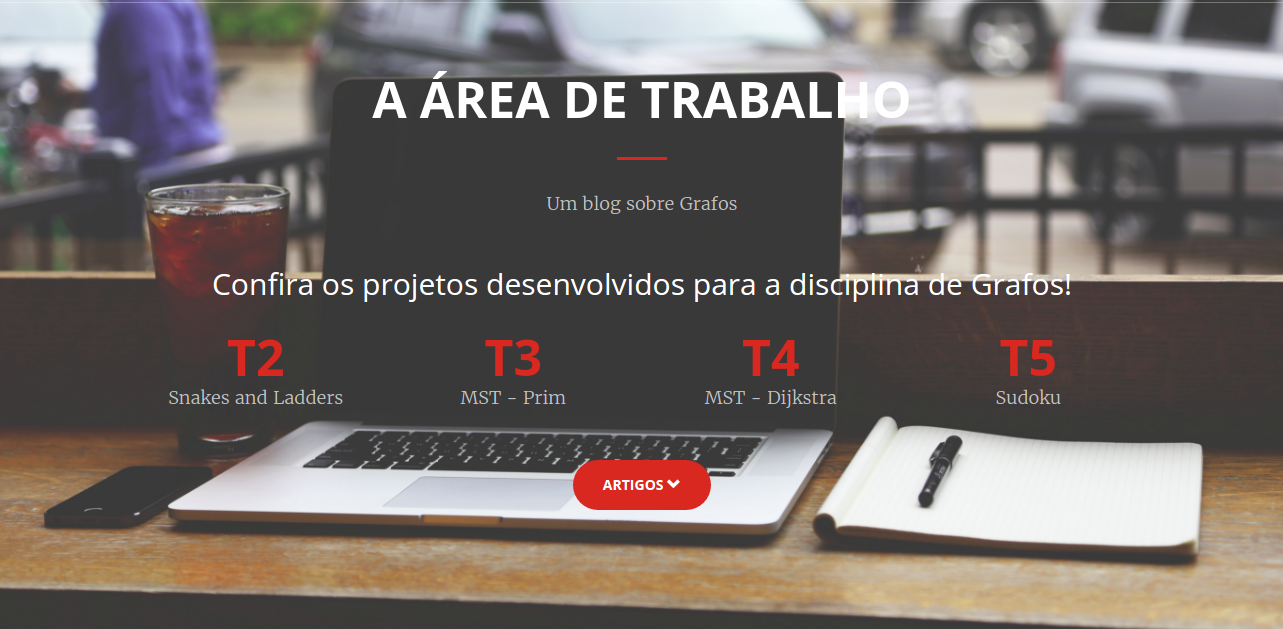 A ÁREA DE TRABALHO
Um blog sobre Grafos
Confira os projetos desenvolvidos para a disciplina de Grafos!
T2 T3 T4 T5
Snakes and Ladders MST - Prim MST - Dijkstra Sudoku
ARTIGOS